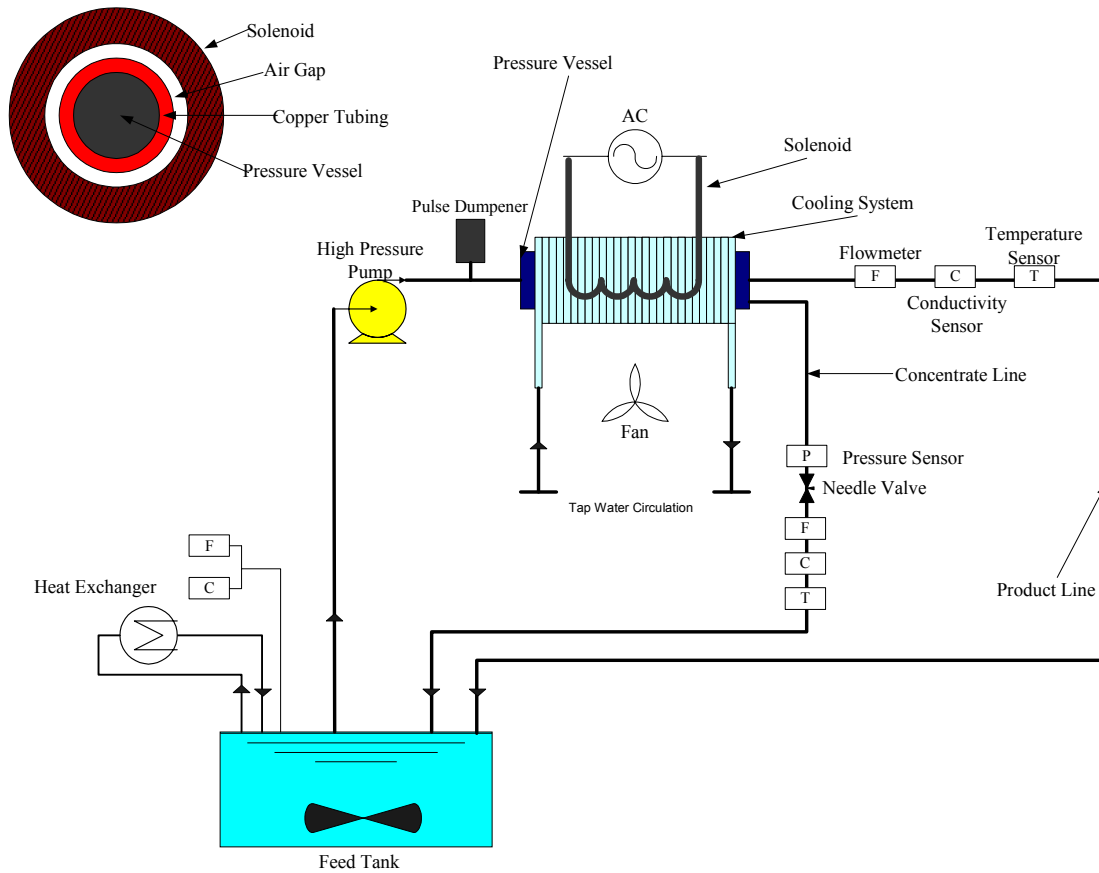 Solenoid
Air Gap
Copper Tubing
Pressure Vessel
Pressure Vessel
AC
Solenoid
Cooling System
Pulse Dumpener
High Pressure
Pump
Flowmeter
Temperature
Sensor
F
C
T
Conductivity
Sensor
Concentrate Line
Fan
P
Pressure Sensor
Needle Valve
Tap Water Circulation
F
C
T
F
C
Heat Exchanger
Product Line
Feed Tank